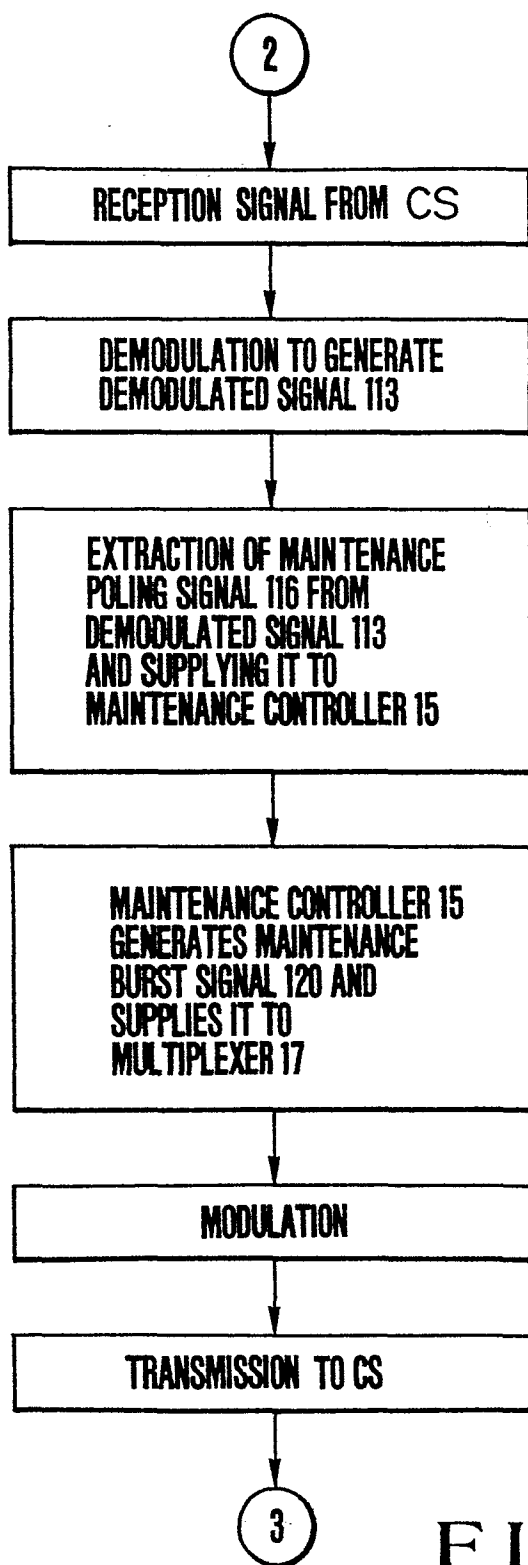 2
RECEPTION SIGNAL FROM CS
DEMODULATION TO GENERATE
DEMODULATED SIGNAL 113
EXTRACTION OF MAINTENANCE
POLING SIGNAL 116 FROM
DEMODULATED SIGNAL 113
AND SUPPLYING IT TO
MAINTENANCE CONTROLLER 15
MAINTENANCE CONTROLLER 15
GENERATES MAINTENANCE
BURST SIGNAL 120 AND
SUPPLIES IT TO
MULTIPLEXER 17
MODULATION
TRANSMISSION TO CS
3